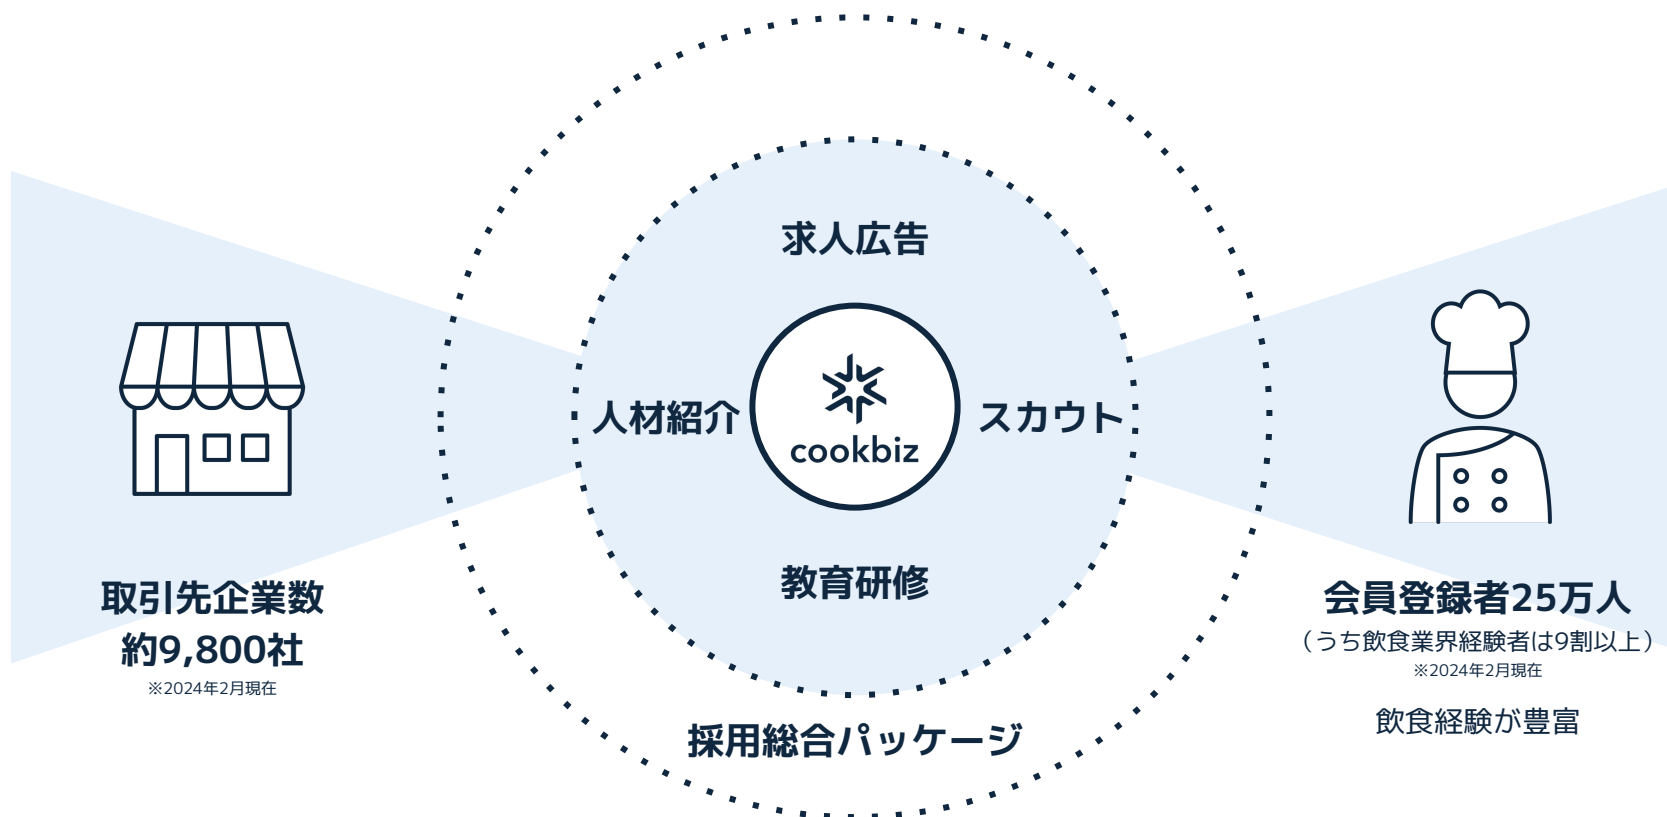 求人広告
人材紹介
cookbiz
スカウト
教育研修
採用総合パッケージ
取引先企業数
約9,800社
※2024年2月現在
会員登録者25万人
（うち飲食業界経験者は9割以上）
※2024年2月現在
飲食経験が豊富